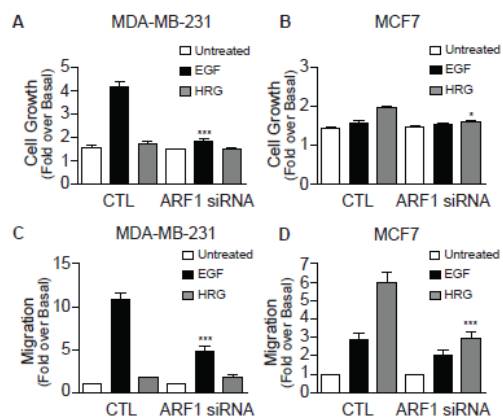 A
MDA-MB-231
Untreated
EGF
HRG
Cell Growth
(Fold over Basal)
5
4
3
2
1
0
***
CTL
ARF1 siRNA
B
MCF7
Untreated
EGF
HRG
Cell Growth
(Fold over Basal)
3
2
1
0
*
CTL
ARF1 siRNA
C
MDA-MB-231
Untreated
EGF
HRG
Migration
(Fold over Basal)
15
10
5
0
***
CTL
ARF1 siRNA
D
MCF7
Untreated
EGF
HRG
Migration
(Fold over Basal)
7
6
5
4
3
2
1
0
***
CTL
ARF1 siRNA